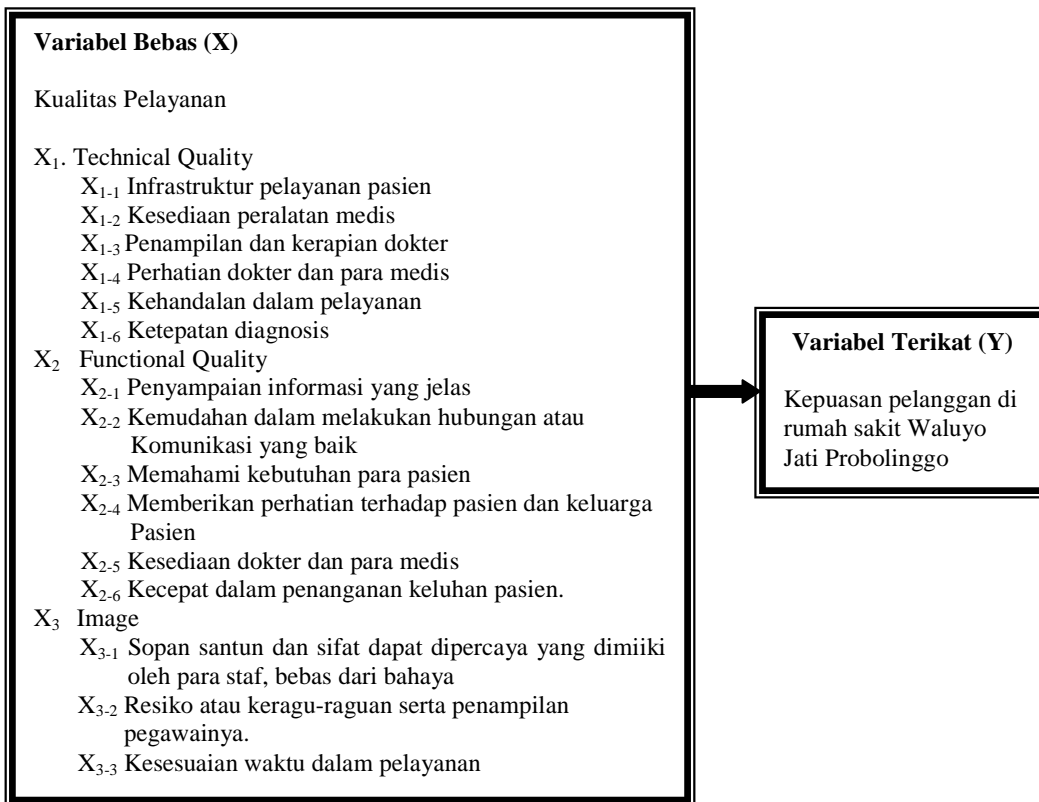 Variabel Bebas (X)
Kualitas Pelayanan
X₁. Technical Quality
X₁₋₁ Infrastruktur pelayanan pasien
X₁₋₂ Kesediaan peralatan medis
X₁₋₃ Penampilan dan kerapian dokter
X₁₋₄ Perhatian dokter dan para medis
X₁₋₅ Kehandalan dalam pelayanan
X₁₋₆ Ketepatan diagnosis
X₂ Functional Quality
X₂₋₁ Penyampaian informasi yang jelas
X₂₋₂ Kemudahan dalam melakukan hubungan atau
Komunikasi yang baik
X₂₋₃ Memahami kebutuhan para pasien
X₂₋₄ Memberikan perhatian terhadap pasien dan keluarga
Pasien
X₂₋₅ Kesediaan dokter dan para medis
X₂₋₆ Kecepat dalam penanganan keluhan pasien.
X₃ Image
X₃₋₁ Sopan santun dan sifat dapat dipercaya yang dimiiki
oleh para staf, bebas dari bahaya
X₃₋₂ Resiko atau keragu-raguan serta penampilan
pegawainya.
X₃₋₃ Kesesuaian waktu dalam pelayanan
Variabel Terikat (Y)
Kepuasan pelanggan di
rumah sakit Waluyo
Jati Probolinggo